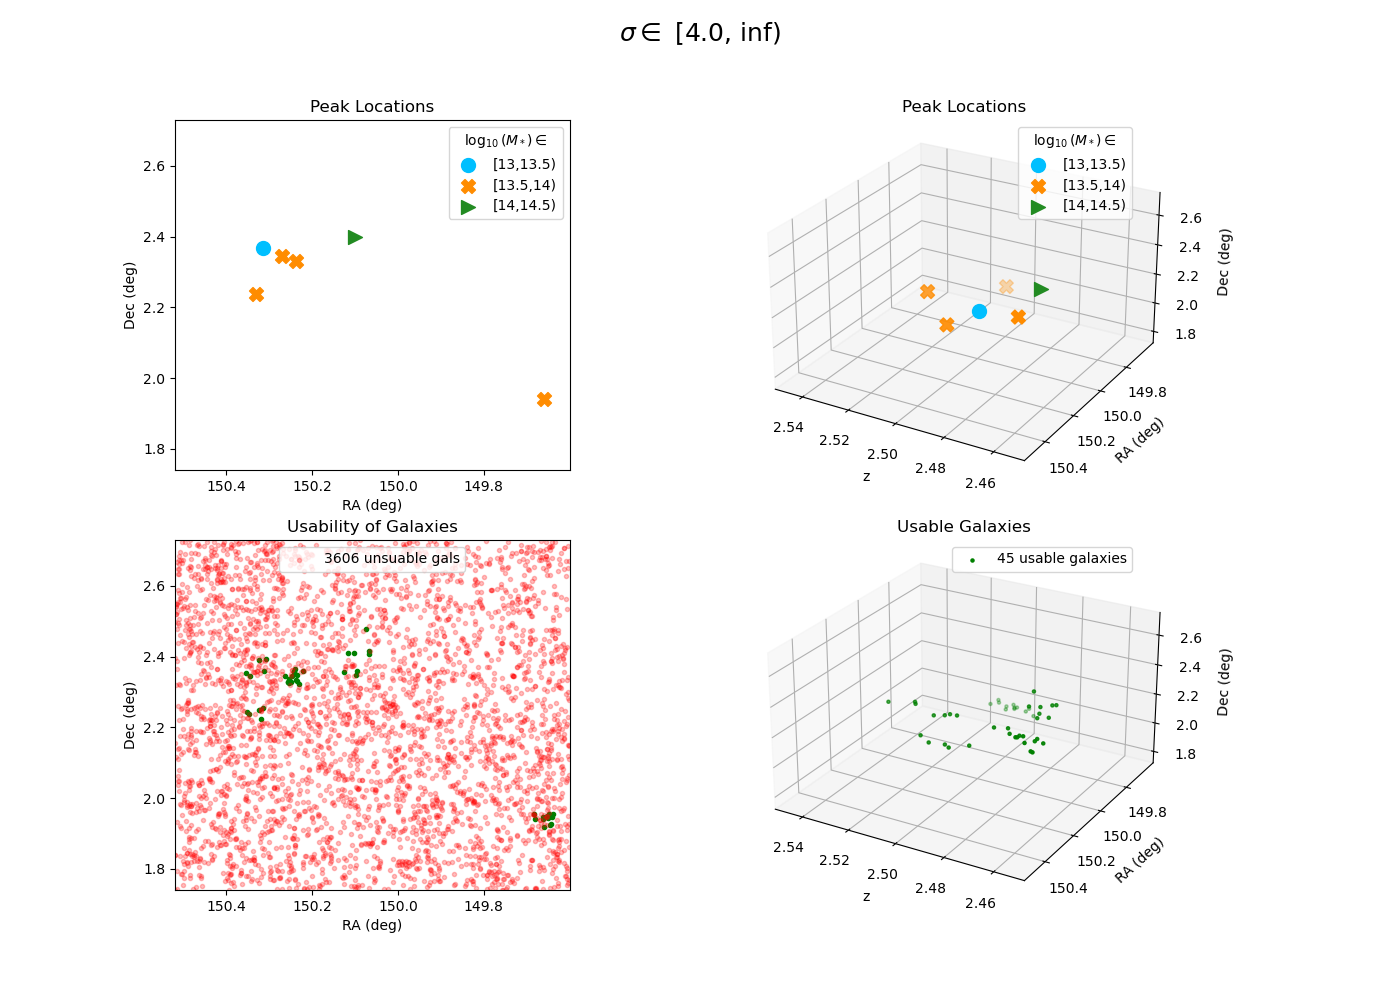 σ ∈ [4.0, inf)
Peak Locations
log₁₀(M*) ∈
[13,13.5)
[13.5,14)
[14,14.5)
2.6
2.4
2.2
2.0
1.8
Dec (deg)
150.4 150.2 150.0 149.8
RA (deg)
Peak Locations
log₁₀(M*) ∈
[13,13.5)
[13.5,14)
[14,14.5)
2.6
2.4
2.2
2.0
1.8
Dec (deg)
149.8
150.0
150.2
150.4
RA (deg)
2.54
2.52
2.50
2.48
2.46
z
Usability of Galaxies
3606 unsuable gals
2.6
2.4
2.2
2.0
1.8
Dec (deg)
150.4 150.2 150.0 149.8
RA (deg)
Usable Galaxies
45 usable galaxies
2.6
2.4
2.2
2.0
1.8
Dec (deg)
149.8
150.0
150.2
150.4
RA (deg)
2.54
2.52
2.50
2.48
2.46
z